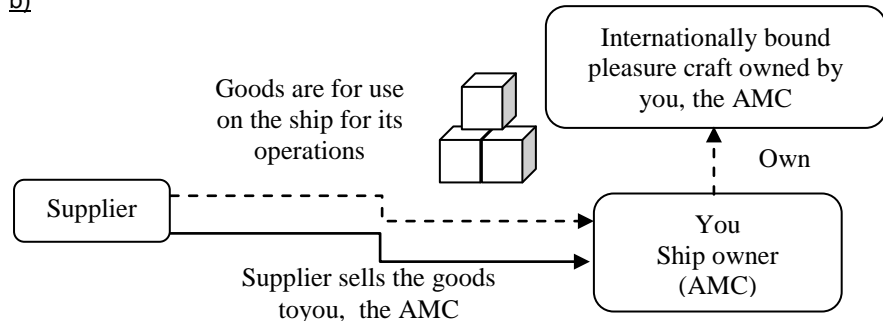 b)
Internationally bound
pleasure craft owned by
you, the AMC
Goods are for use
on the ship for its
operations
Own
Supplier
You
Ship owner
(AMC)
Supplier sells the goods
toyou, the AMC